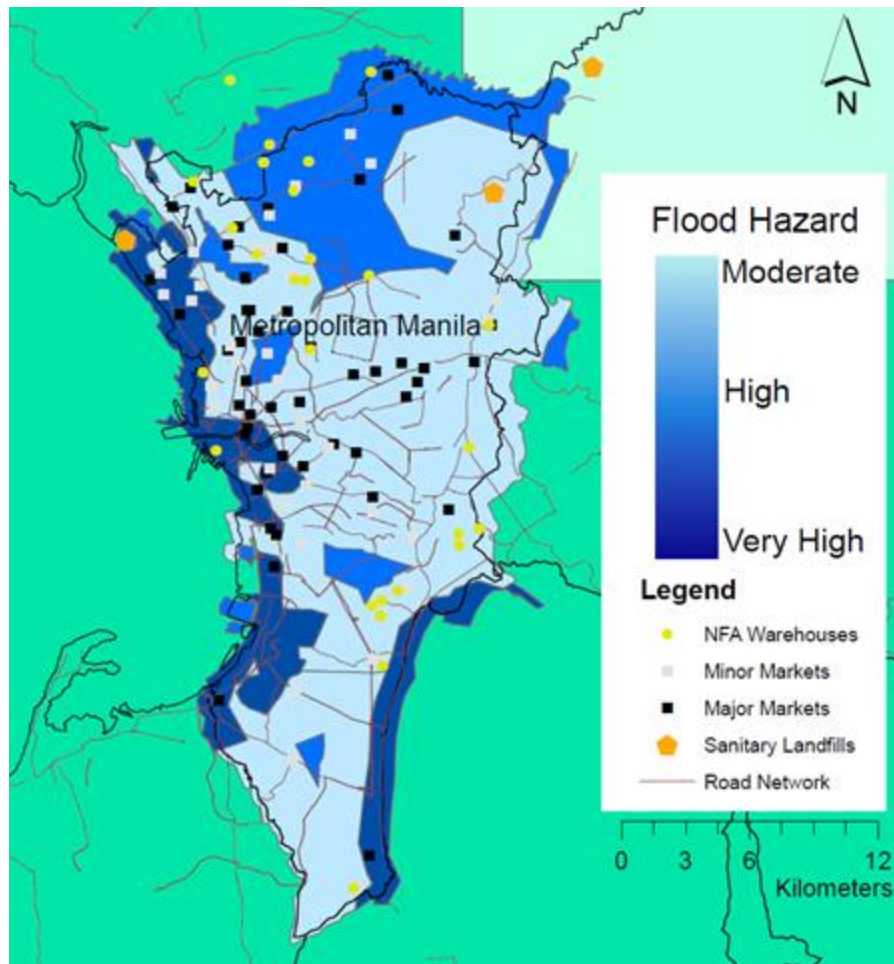 N
Metropolitan Manila
Flood Hazard
Moderate
High
Very High
Legend
NFA Warehouses
Minor Markets
Major Markets
Sanitary Landfills
Road Network
0 3 6 12
Kilometers